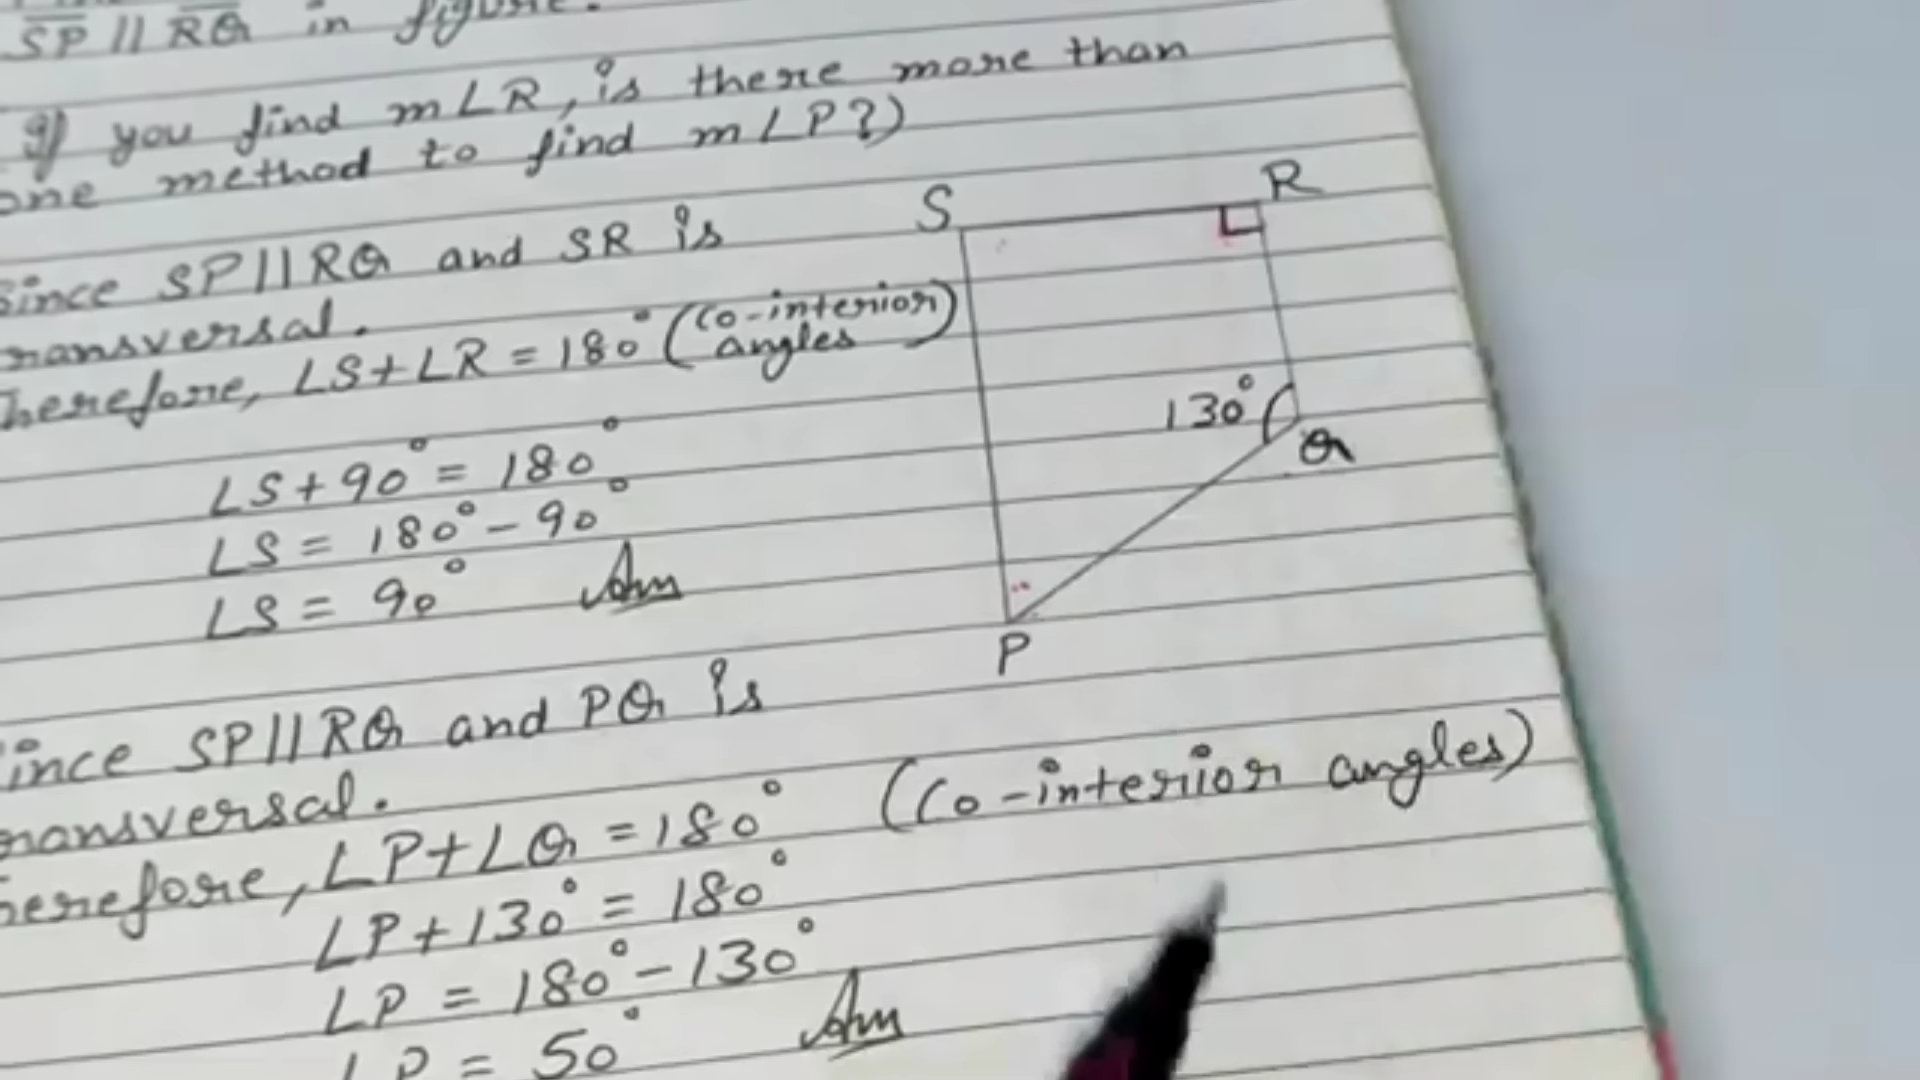 SP || RQ in figure.
If you find m∠R, is there more than
one method to find m∠P?)
Since SP||RQ and SR is
transversal.
Therefore, ∠S+∠R = 180° (co-interior angles)
∠S+90° = 180°
∠S = 180° - 90°
∠S = 90° Ans
S
R
130°
Q
P
Since SP||RQ and PQ is
transversal.
Therefore, ∠P+∠Q = 180° (co-interior angles)
∠P+130° = 180°
∠P = 180° - 130°
∠P = 50° Ans